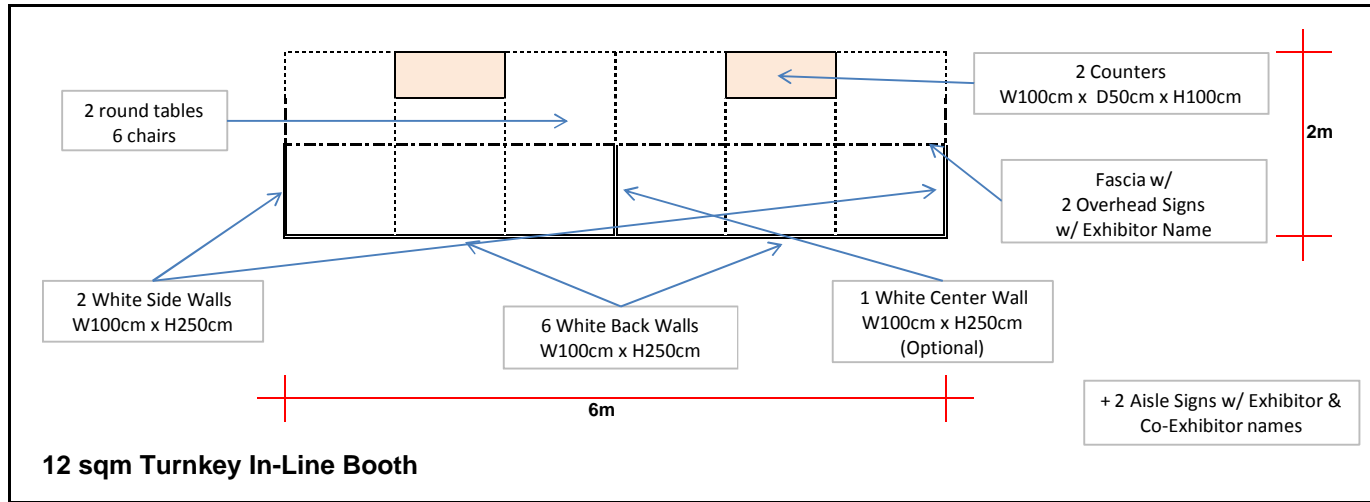 2 round tables
6 chairs
2 Counters
W100cm x  D50cm x H100cm
2m
Fascia w/
2 Overhead Signs
w/ Exhibitor Name
2 White Side Walls
W100cm x H250cm
6 White Back Walls
W100cm x H250cm
1 White Center Wall
W100cm x H250cm
(Optional)
6m
+ 2 Aisle Signs w/ Exhibitor &
Co-Exhibitor names
12 sqm Turnkey In-Line Booth